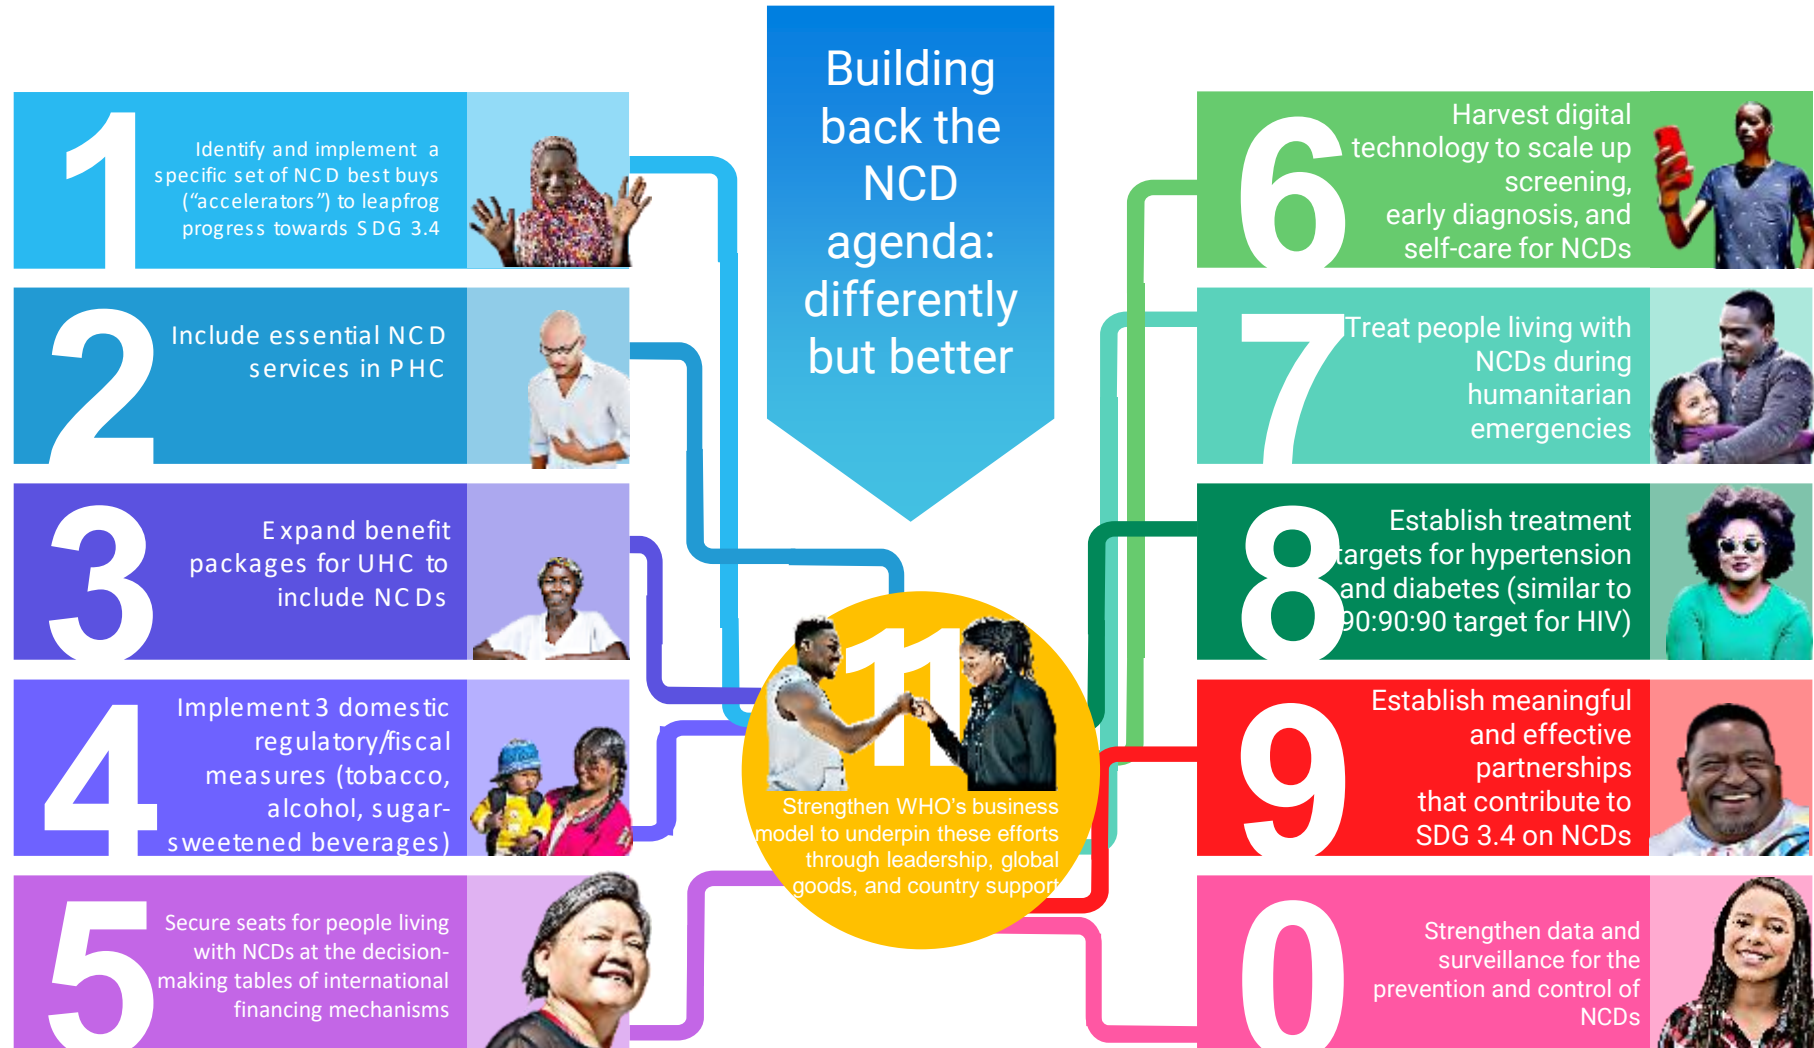 Building
back the
NCD
agenda:
differently
but better
1
Identify and implement a
specific set of NCD best buys
(“accelerators”) to leapfrog
progress towards SDG 3.4
2
Include essential NCD
services in PHC
3
Expand benefit
packages for UHC to
include NCDs
4
Implement 3 domestic
regulatory/fiscal
measures (tobacco,
alcohol, sugar-
sweetened beverages)
5
Secure seats for people living
with NCDs at the decision-
making tables of international
financing mechanisms
6
Harvest digital
technology to scale up
screening,
early diagnosis, and
self-care for NCDs
7
Treat people living with
NCDs during
humanitarian
emergencies
8
Establish treatment
targets for hypertension
and diabetes (similar to
90:90:90 target for HIV)
9
Establish meaningful
and effective
partnerships
that contribute to
SDG 3.4 on NCDs
0
Strengthen data and
surveillance for the
prevention and control of
NCDs
11
Strengthen WHO’s business
model to underpin these efforts
through leadership, global
goods, and country support